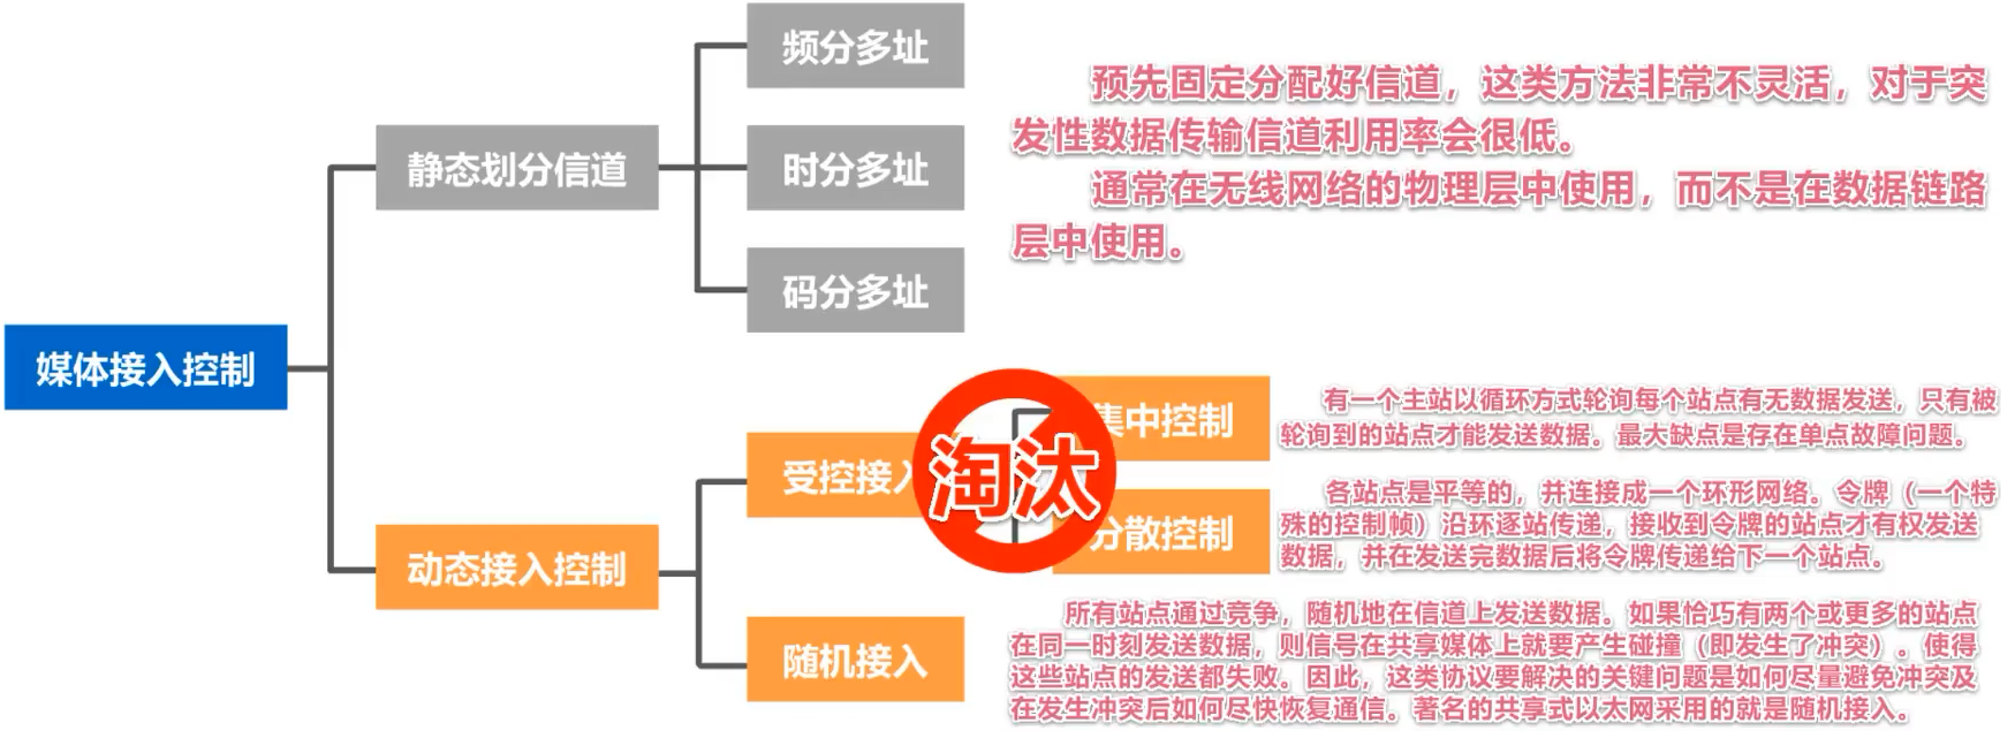 频分多址
预先固定分配好信道，这类方法非常不灵活，对于突
发性数据传输信道利用率会很低。
静态划分信道
时分多址
通常在无线网络的物理层中使用，而不是在数据链路
层中使用。
码分多址
媒体接入控制
集中控制
有一个主站以循环方式轮询每个站点有无数据发送，只有被
轮询到的站点才能发送数据。最大缺点是存在单点故障问题。
受控接入
淘汰
分散控制
各站点是平等的，并连接成一个环形网络。令牌（一个特
殊的控制帧）沿环逐站传递，接收到令牌的站点才有权发送
数据，并在发送完数据后将令牌传递给下一个站点。
动态接入控制
随机接入
所有站点通过竞争，随机地在信道上发送数据。如果恰巧有两个或更多的站点
在同一时刻发送数据，则信号在共享媒体上就要产生碰撞（即发生了冲突）。使得
这些站点的发送都失败。因此，这类协议要解决的关键问题是如何尽量避免冲突及
在发生冲突后如何尽快恢复通信。著名的共享式以太网采用的就是随机接入。